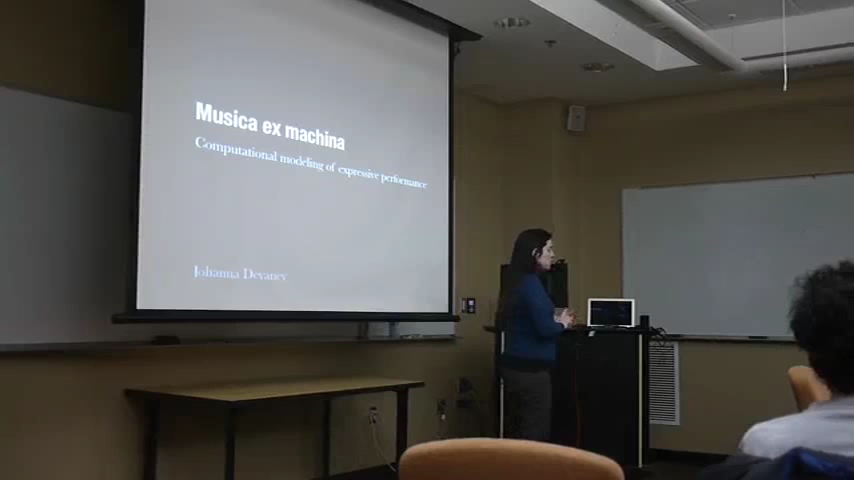 Musica ex machina
Computational modeling of expressive performance
Johanna Devaney